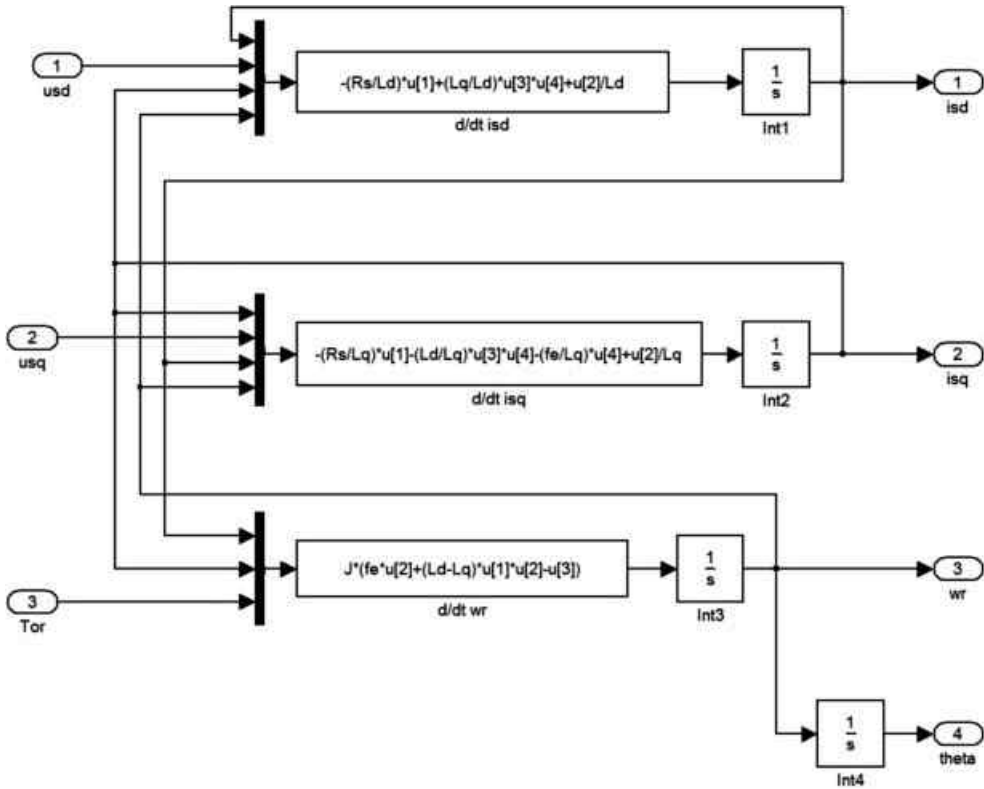 1
usd
-(Rs/Ld)*u[1]+(Lq/Ld)*u[3]*u[4]+u[2]/Ld
d/dt isd
1
s
Int1
1
isd
2
usq
-(Rs/Lq)*u[1]-(Ld/Lq)*u[3]*u[4]-(fe/Lq)*u[4]+u[2]/Lq
d/dt isq
1
s
Int2
2
isq
3
Tor
J*(fe*u[2]+(Ld-Lq)*u[1]*u[2]-u[3])
d/dt wr
1
s
Int3
3
wr
1
s
Int4
4
theta